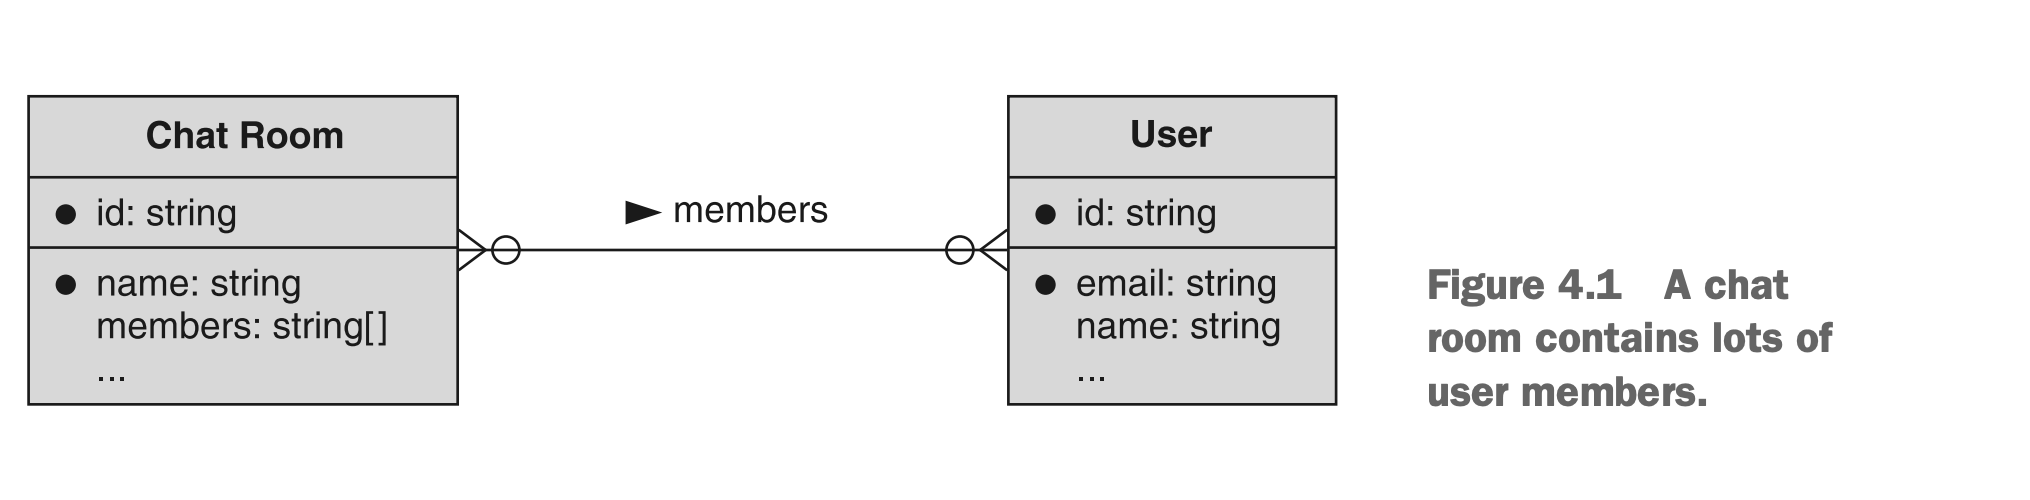 Chat Room
● id: string
● name: string
members: string[]
...
► members
User
● id: string
● email: string
name: string
...
Figure 4.1 A chat
room contains lots of
user members.